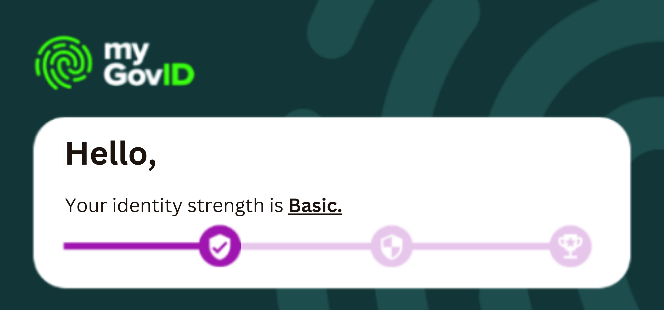 my
GovID
Hello,
Your identity strength is Basic.